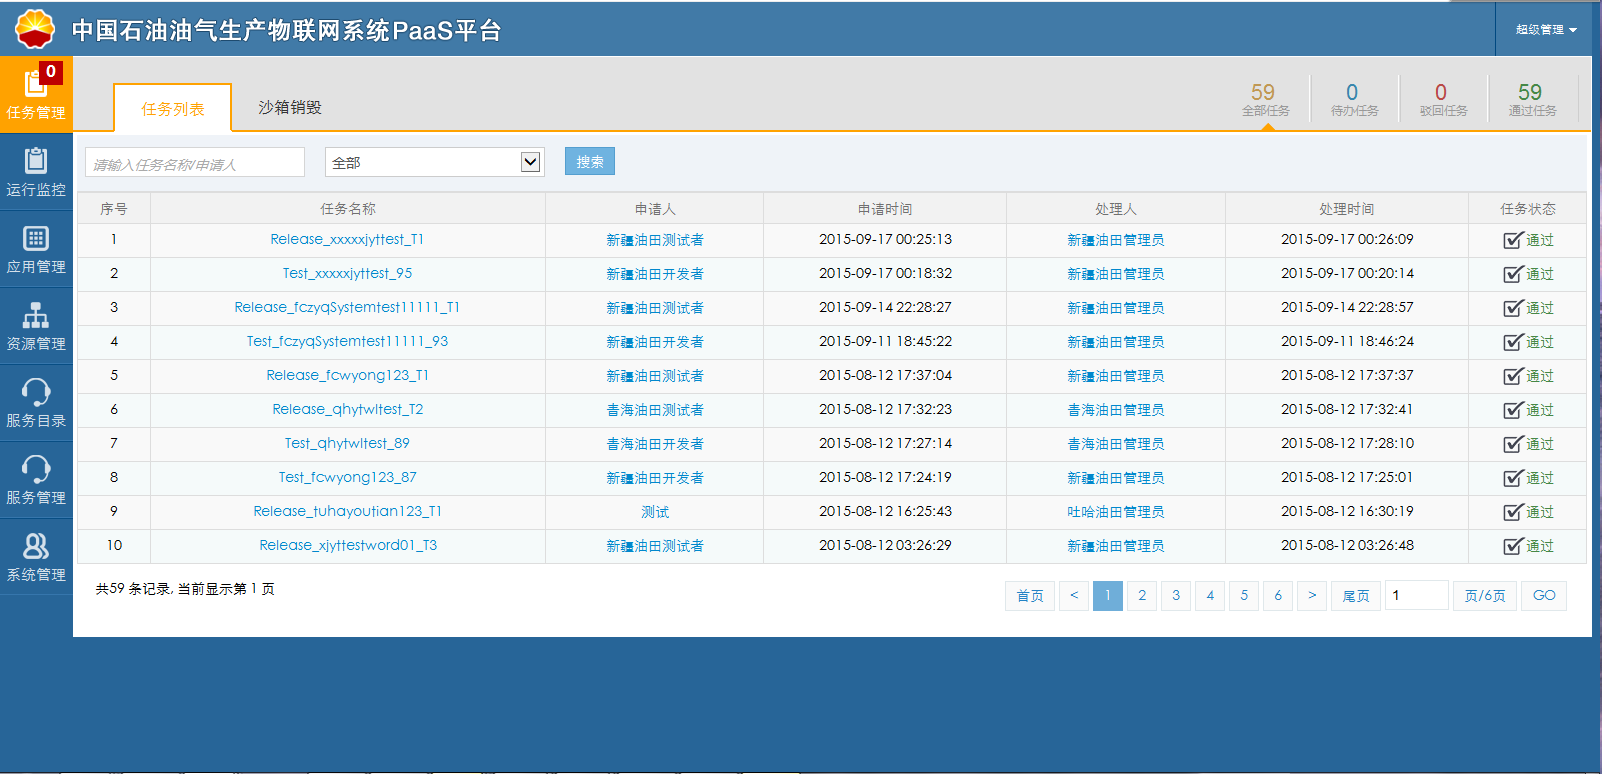 中国石油油气生产物联网系统PaaS平台
超级管理
0
任务管理
运行监控
应用管理
资源管理
服务目录
服务管理
系统管理
任务列表 沙箱销毁
59 全部任务
0 待办任务
0 驳回任务
59 通过任务
请输入任务名称/申请人 全部 搜索
序号 任务名称 申请人 申请时间 处理人 处理时间 任务状态
1 Release_xxxxxjyttest_T1 新疆油田测试者 2015-09-17 00:25:13 新疆油田管理员 2015-09-17 00:26:09 通过
2 Test_xxxxxjyttest_95 新疆油田开发者 2015-09-17 00:18:32 新疆油田管理员 2015-09-17 00:20:14 通过
3 Release_fczyqSystemtest11111_T1 新疆油田测试者 2015-09-14 22:28:27 新疆油田管理员 2015-09-14 22:28:57 通过
4 Test_fczyqSystemtest11111_93 新疆油田开发者 2015-09-11 18:45:22 新疆油田管理员 2015-09-11 18:46:24 通过
5 Release_fcwyong123_T1 新疆油田测试者 2015-08-12 17:37:04 新疆油田管理员 2015-08-12 17:37:37 通过
6 Release_qhytwltest_T2 青海油田测试者 2015-08-12 17:32:23 青海油田管理员 2015-08-12 17:32:41 通过
7 Test_qhytwltest_89 青海油田开发者 2015-08-12 17:27:14 青海油田管理员 2015-08-12 17:28:10 通过
8 Test_fcwyong123_87 新疆油田开发者 2015-08-12 17:24:19 新疆油田管理员 2015-08-12 17:25:01 通过
9 Release_tuhayoutian123_T1 测试 2015-08-12 16:25:43 吐哈油田管理员 2015-08-12 16:30:19 通过
10 Release_xjyttestword01_T3 新疆油田测试者 2015-08-12 03:26:29 新疆油田管理员 2015-08-12 03:26:48 通过
共59 条记录, 当前显示第 1 页
首页 < 1 2 3 4 5 6 > 尾页 1 页/6页 GO